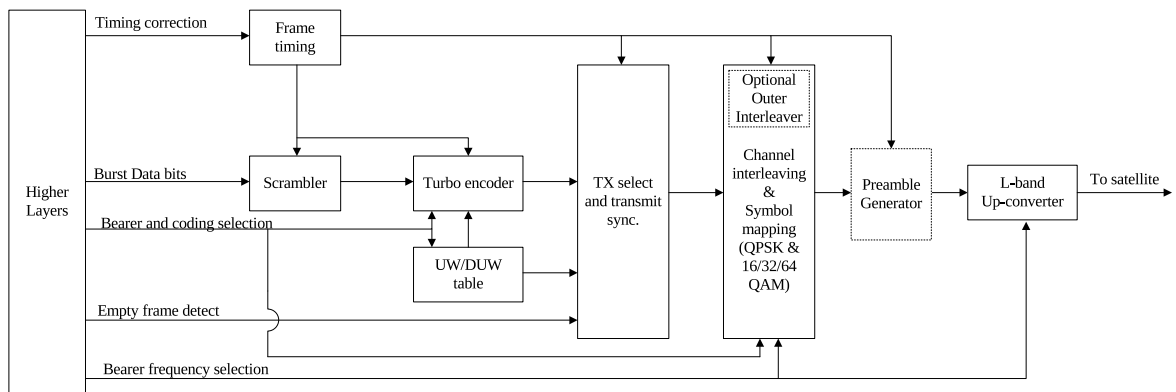 Timing correction
Frame
timing
Optional
Outer
Interleaver
Burst Data bits
Scrambler
Turbo encoder
TX select
and transmit
sync.
Channel
interleaving
&
Symbol
mapping
(QPSK &
16/32/64
QAM)
Preamble
Generator
L-band
Up-converter
To satellite
Higher
Layers
Bearer and coding selection
UW/DUW
table
Empty frame detect
Bearer frequency selection